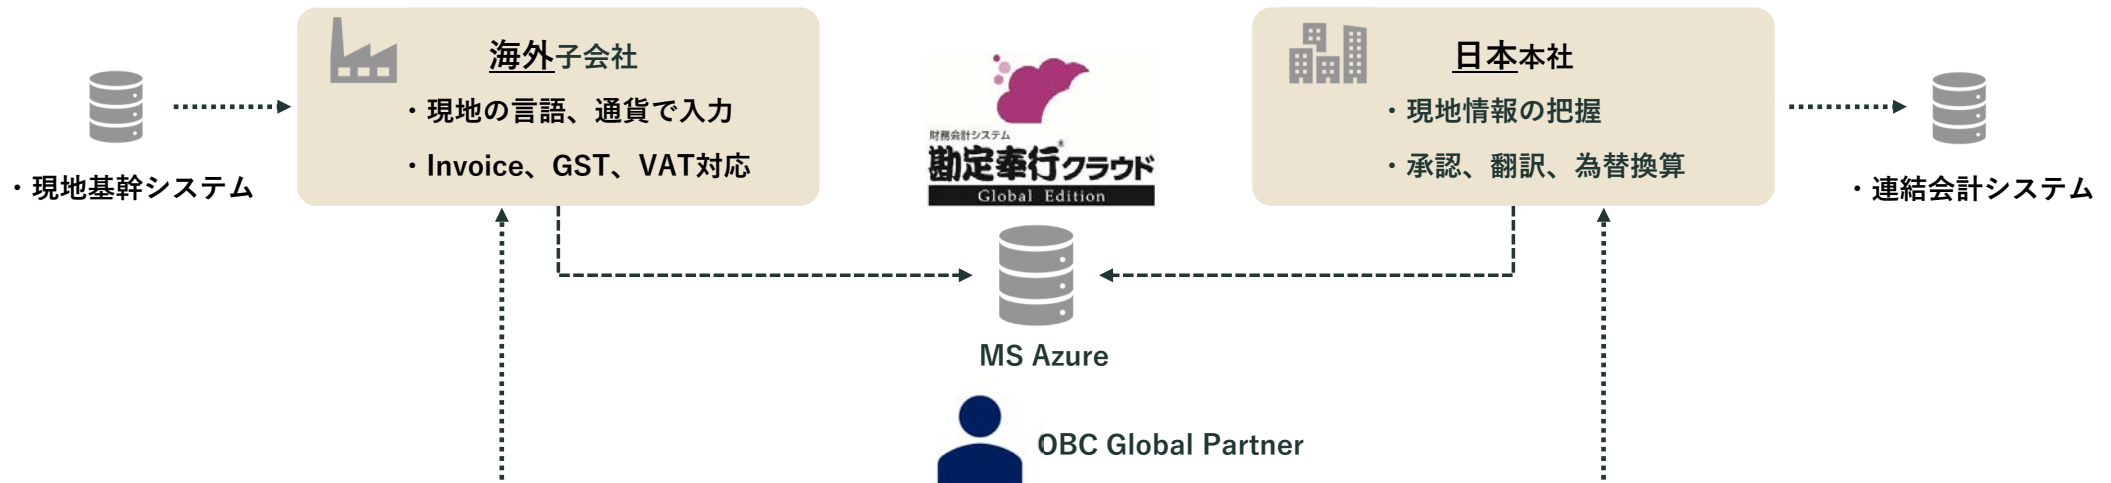 海外子会社
・現地の言語、通貨で入力
・Invoice、GST、VAT対応
・現地基幹システム
財務会計システム
勘定奉行®クラウド
Global Edition
日本本社
・現地情報の把握
・承認、翻訳、為替換算
・連結会計システム
MS Azure
OBC Global Partner